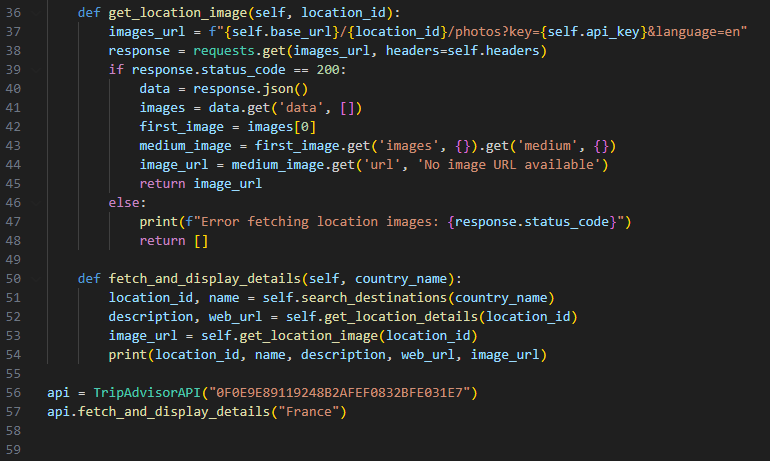 36 def get_location_image(self, location_id):
37 images_url = f"{self.base_url}/{location_id}/photos?key={self.api_key}&language=en"
38 response = requests.get(images_url, headers=self.headers)
39 if response.status_code == 200:
40 data = response.json()
41 images = data.get('data', [])
42 first_image = images[0]
43 medium_image = first_image.get('images', {}).get('medium', {})
44 image_url = medium_image.get('url', 'No image URL available')
45 return image_url
46 else:
47 print(f"Error fetching location images: {response.status_code}")
48 return []
49
50 def fetch_and_display_details(self, country_name):
51 location_id, name = self.search_destinations(country_name)
52 description, web_url = self.get_location_details(location_id)
53 image_url = self.get_location_image(location_id)
54 print(location_id, name, description, web_url, image_url)
55
56 api = TripAdvisorAPI("0F0E9E89119248B2AFEF0832BFE031E7")
57 api.fetch_and_display_details("France")
58
59